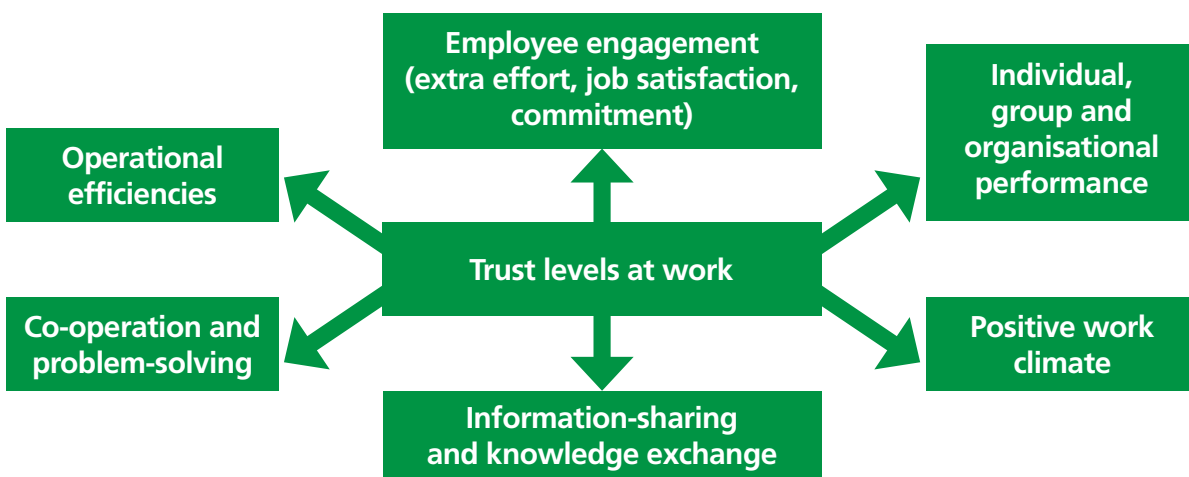 Employee engagement
(extra effort, job satisfaction,
commitment)
Individual,
group and
organisational
performance
Operational
efficiencies
Trust levels at work
Co-operation and
problem-solving
Positive work
climate
Information-sharing
and knowledge exchange